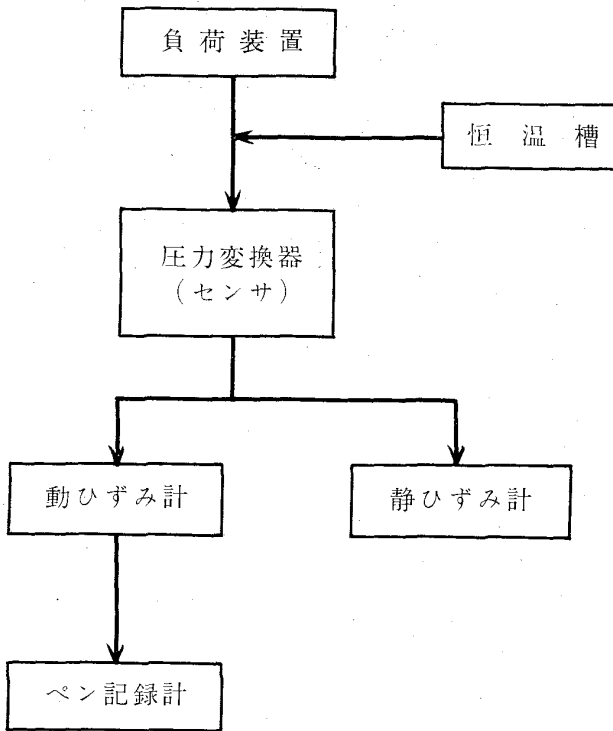 負荷装置
恒温槽
圧力変換器
(センサ)
動ひずみ計
静ひずみ計
ペン記録計